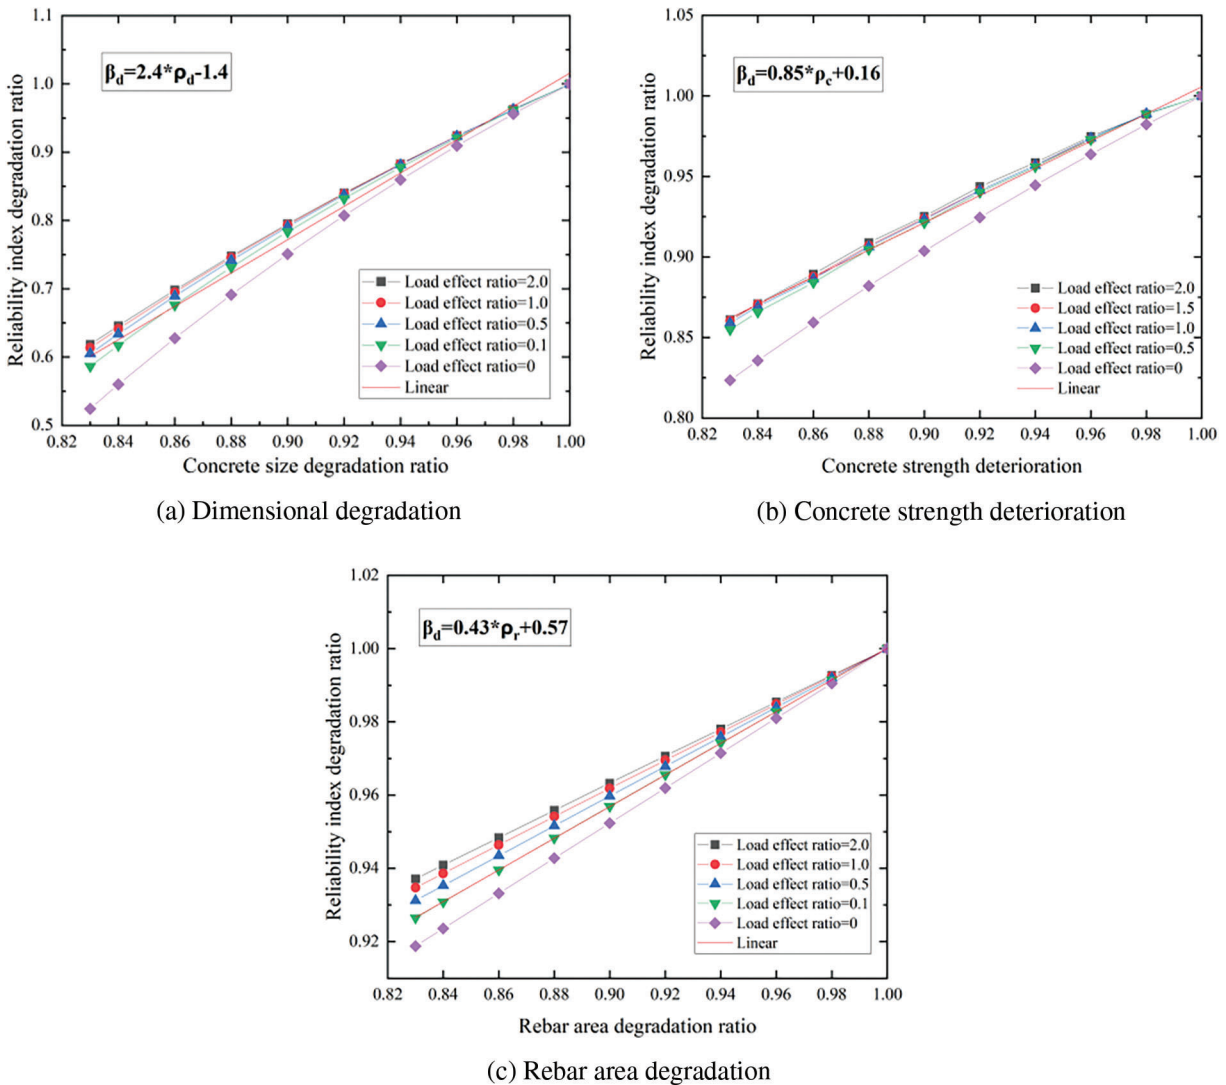 βd=2.4*ρd-1.4
Reliability index degradation ratio
1.1
1.0
0.9
0.8
0.7
0.6
0.5
0.82 0.84 0.86 0.88 0.90 0.92 0.94 0.96 0.98 1.00
Concrete size degradation ratio
Load effect ratio=2.0
Load effect ratio=1.0
Load effect ratio=0.5
Load effect ratio=0.1
Load effect ratio=0
Linear
(a) Dimensional degradation
βd=0.85*ρc+0.16
Reliability index degradation ratio
1.05
1.00
0.95
0.90
0.85
0.80
0.82 0.84 0.86 0.88 0.90 0.92 0.94 0.96 0.98 1.00
Concrete strength deterioration
Load effect ratio=2.0
Load effect ratio=1.5
Load effect ratio=1.0
Load effect ratio=0.5
Load effect ratio=0
Linear
(b) Concrete strength deterioration
βd=0.43*ρr+0.57
Reliability index degradation ratio
1.02
1.00
0.98
0.96
0.94
0.92
0.82 0.84 0.86 0.88 0.90 0.92 0.94 0.96 0.98 1.00
Rebar area degradation ratio
Load effect ratio=2.0
Load effect ratio=1.0
Load effect ratio=0.5
Load effect ratio=0.1
Load effect ratio=0
Linear
(c) Rebar area degradation